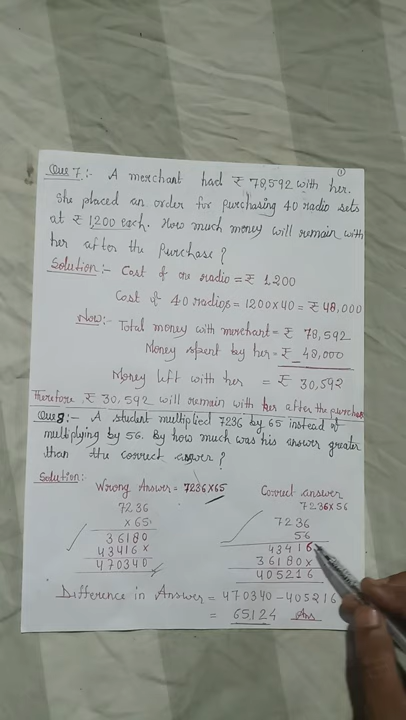 ①
Que 7:- A merchant had ₹ 78,592 with her.
She placed an order for purchasing 40 radio sets
at ₹ 1,200 each. How much money will remain with
her after the purchase?
Solution:- Cost of one radio = ₹ 1,200
Cost of 40 radios = 1200 × 40 = ₹ 48,000
Now:- Total money with merchant = ₹ 78,592
Money spent by her = ₹ - 48,000
Money left with her = ₹ 30,592
Therefore ₹ 30,592 will remain with her after the purchase
Que 8:- A student multiplied 7236 by 65 instead of
multiplying by 56. By how much was his answer greater
than the correct answer?
Solution:
Wrong Answer = 7236×65
7236
×65
36180
43416×
470340
Correct answer
7236×56
7236
56
43416
36180×
405216
Difference in Answer = 470340 - 405216
= 65124 Ans